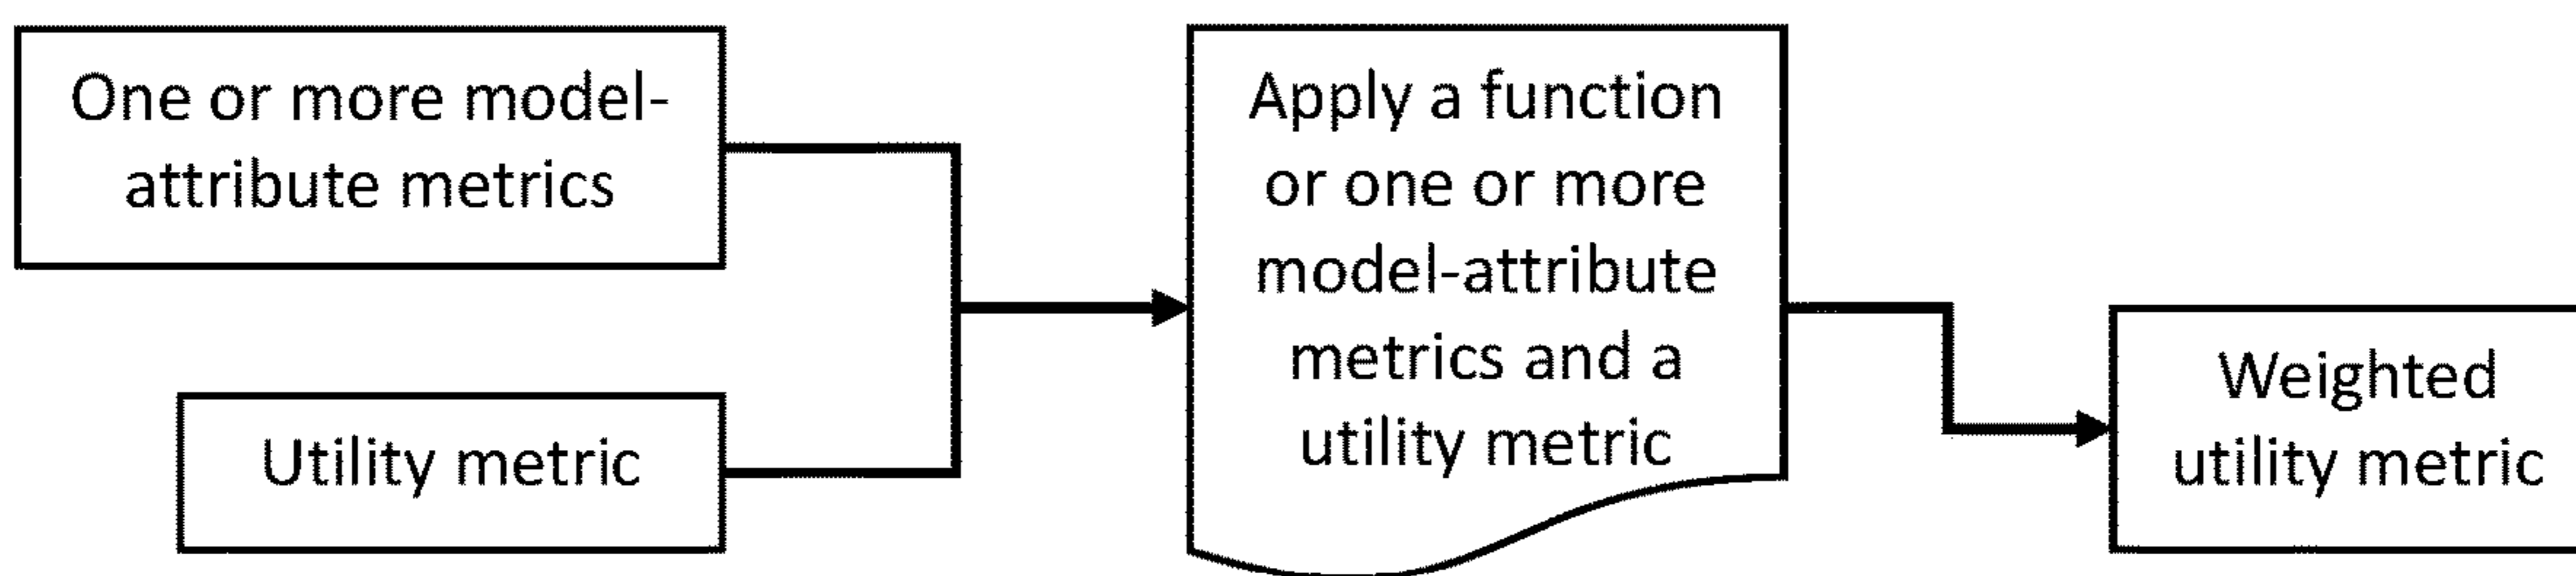 One or more model-
attribute metrics
Utility metric
Apply a function
or one or more
model-attribute
metrics and a
utility metric
Weighted
utility metric